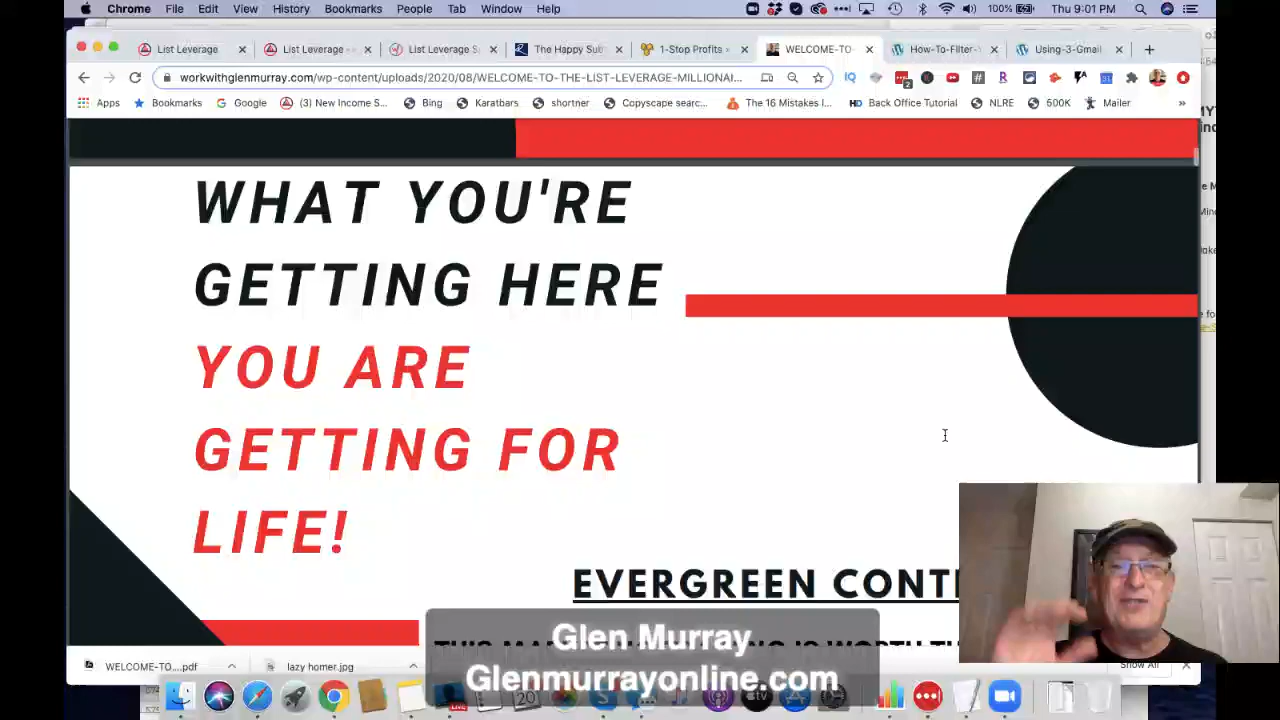 Chrome File Edit View History Bookmarks People Tab Window Help 100% Thu 9:01 PM
List Leverage List Leverage List Leverage S The Happy Sub 1-Stop Profits WELCOME-TO- How-To-Filter- Using-3-Gmail
workwithglenmurray.com/wp-content/uploads/2020/08/WELCOME-TO-THE-LIST-LEVERAGE-MILLIONAI...
Apps Bookmarks Google (3) New Income S... Bing Karatbars shortner Copyscape searc... The 16 Mistakes I... Back Office Tutorial NLRE 500K Mailer
WHAT YOU'RE
GETTING HERE
YOU ARE
GETTING FOR
LIFE!
EVERGREEN CONT
Glen Murray
Glenmurrayonline.com
WELCOME-TO....pdf lazy homer.jpg Show All